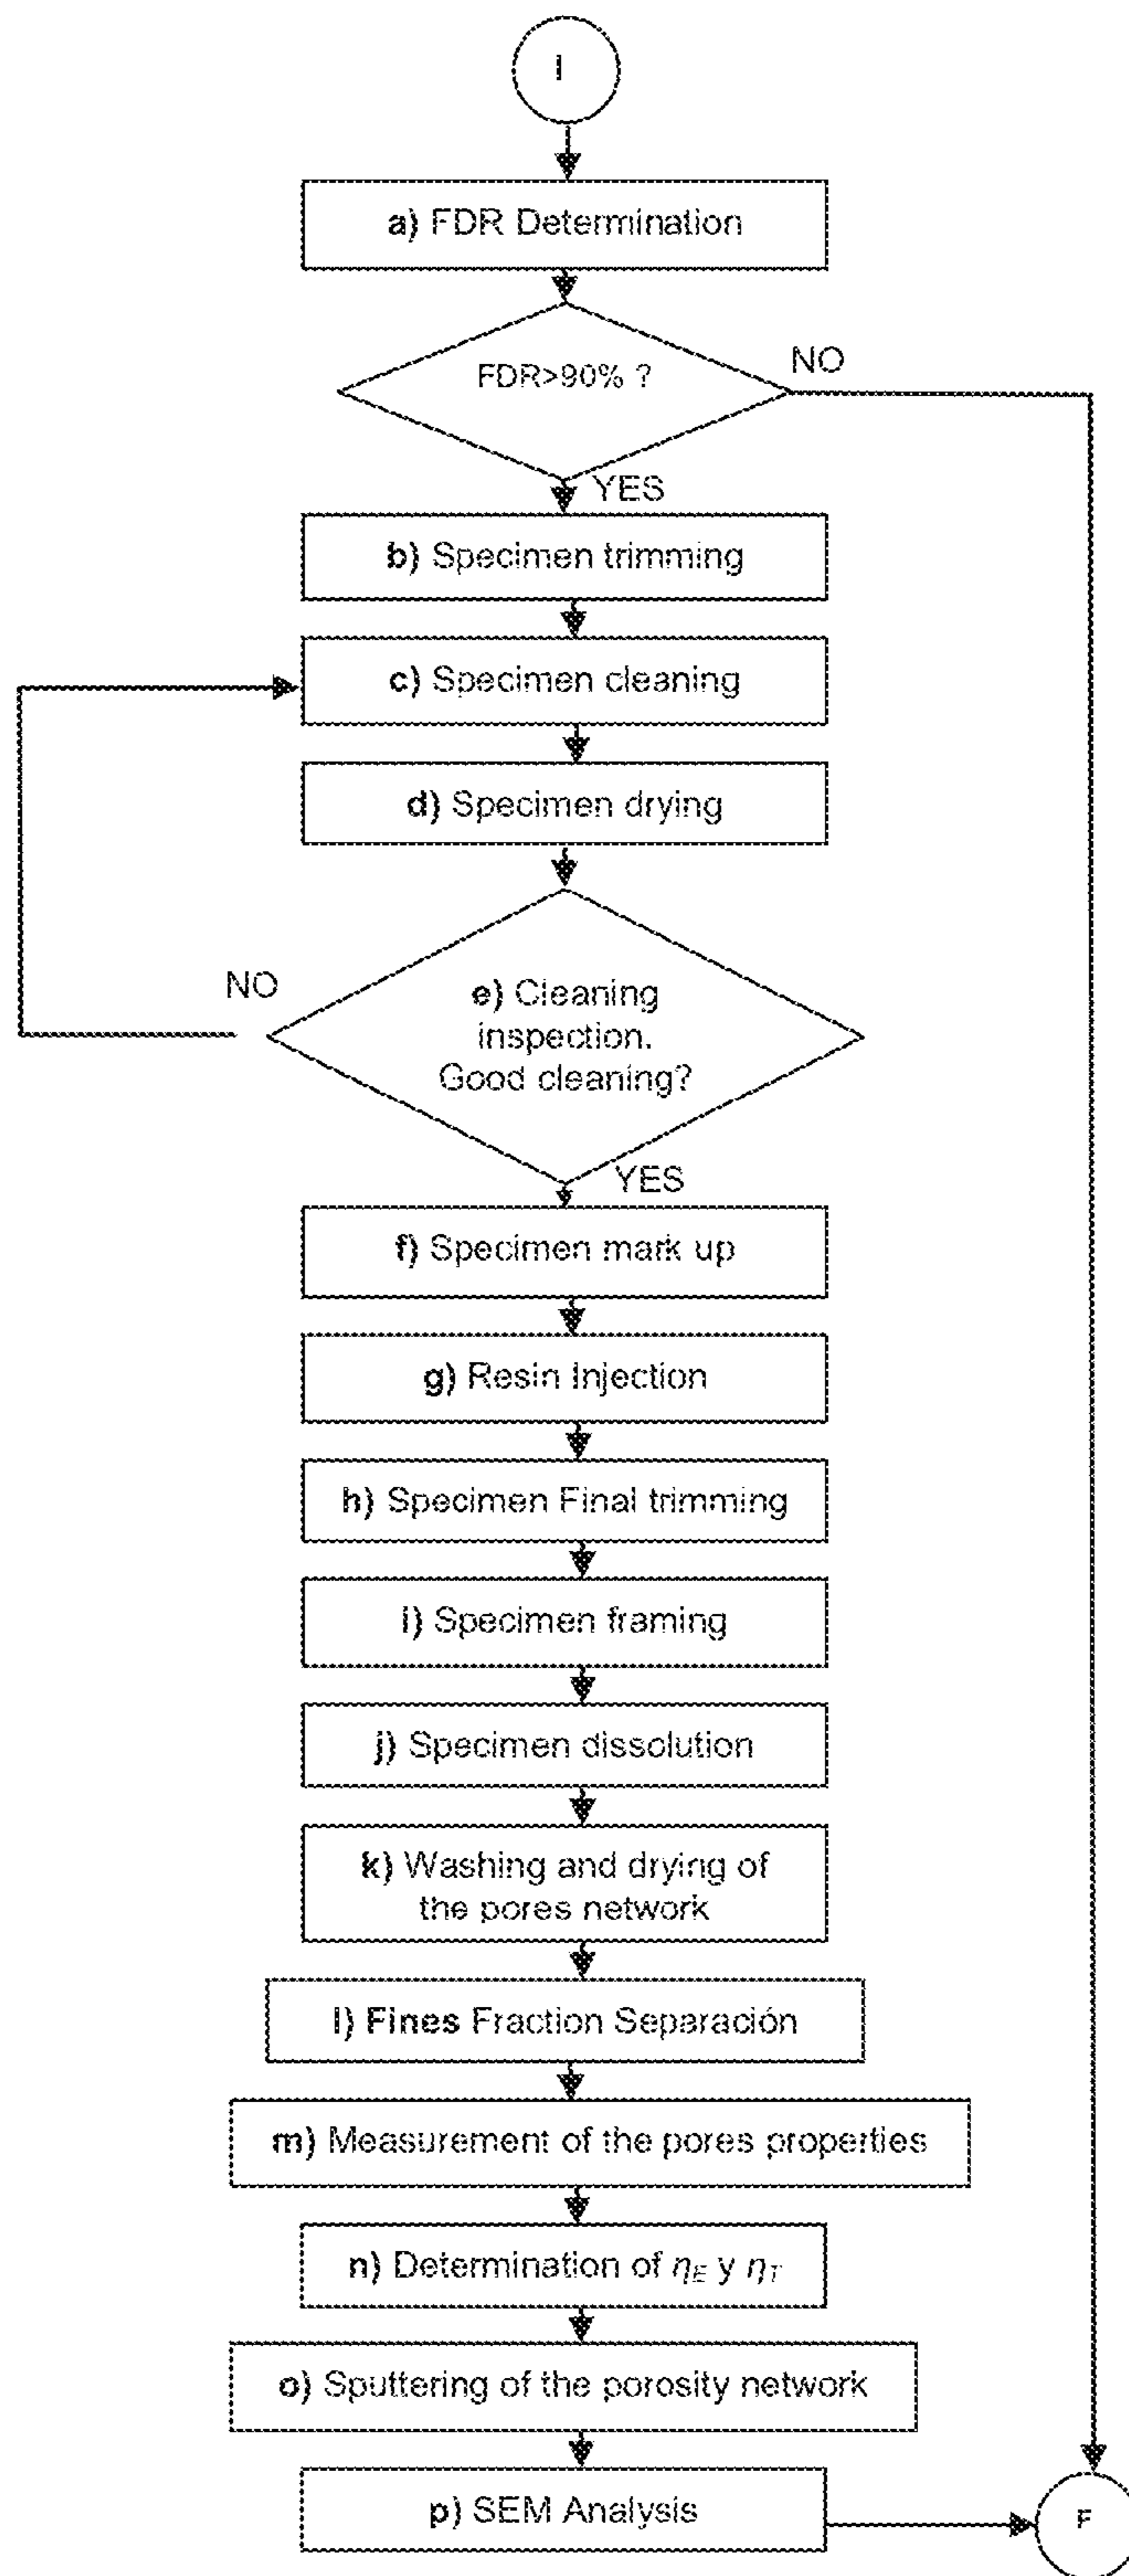 I
a) FDR Determination
FDR>90% ?
NO
YES
b) Specimen trimming
c) Specimen cleaning
d) Specimen drying
NO
e) Cleaning
inspection.
Good cleaning?
YES
f) Specimen mark up
g) Resin Injection
h) Specimen Final trimming
i) Specimen framing
j) Specimen dissolution
k) Washing and drying of
the pores network
l) Fines Fraction Separación
m) Measurement of the pores properties
n) Determination of ηE y ηT
o) Sputtering of the porosity network
p) SEM Analysis
F